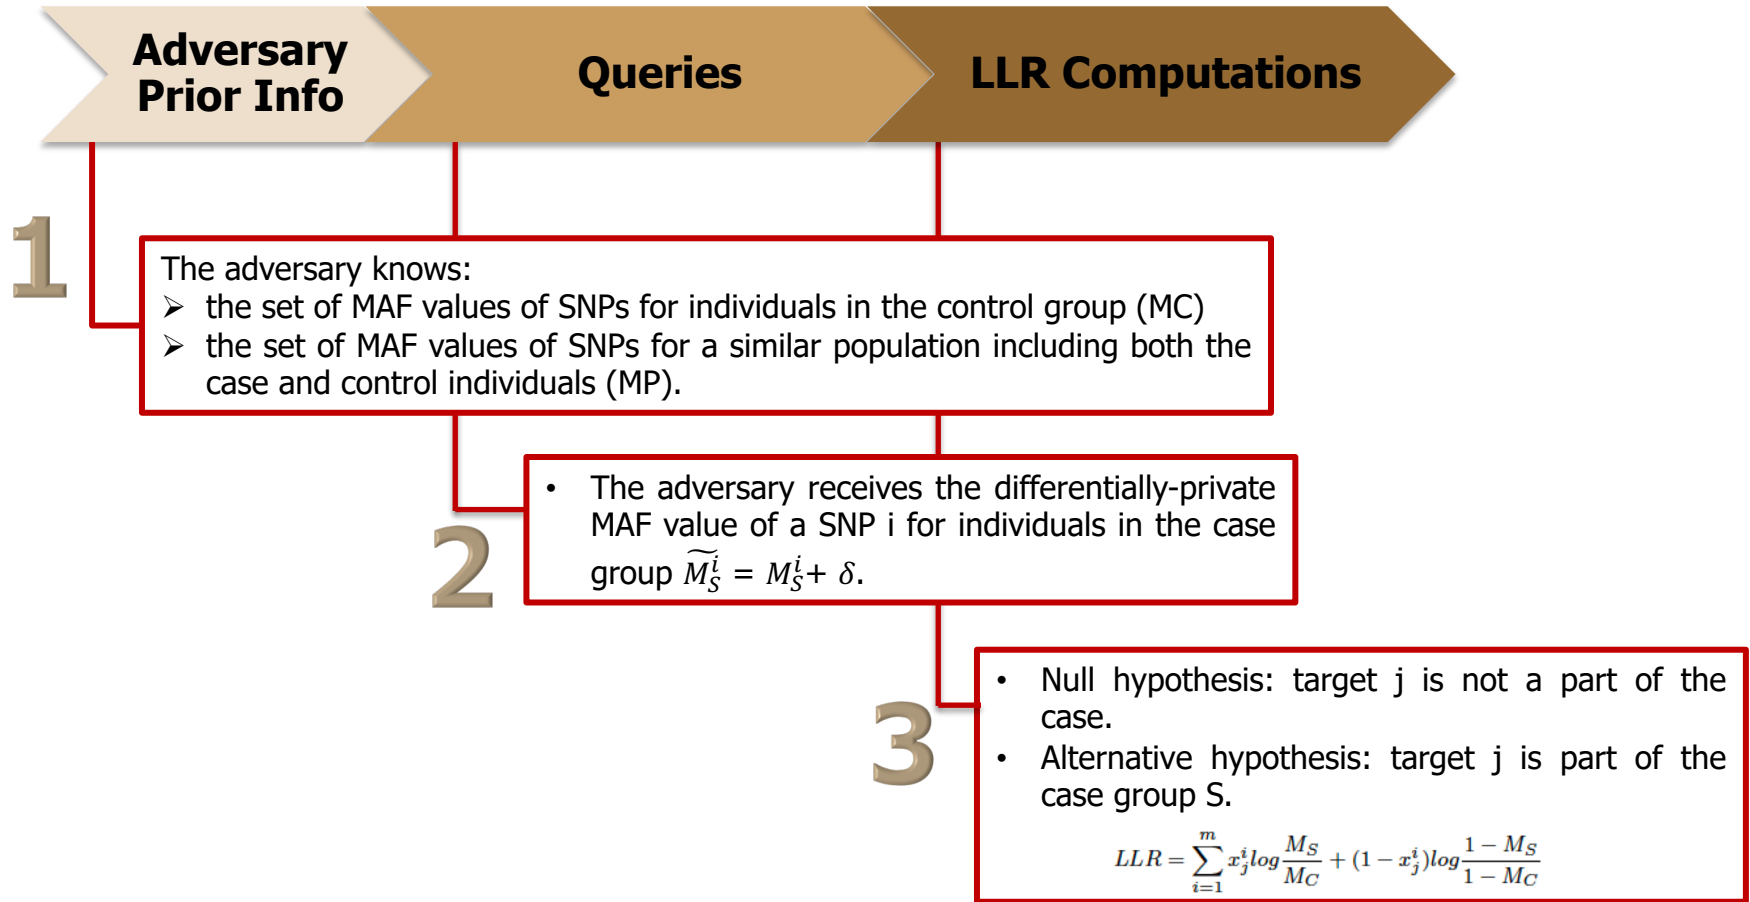 Adversary
Prior Info
Queries
LLR Computations
1
The adversary knows:
➢ the set of MAF values of SNPs for individuals in the control group (MC)
➢ the set of MAF values of SNPs for a similar population including both the
case and control individuals (MP).
2
• The adversary receives the differentially-private
MAF value of a SNP i for individuals in the case
group $\widetilde{M_S^i} = M_S^i + \delta$.
3
• Null hypothesis: target j is not a part of the
case.
• Alternative hypothesis: target j is part of the
case group S.
$LLR = \sum_{i=1}^{m} x_j^i log \frac{M_S}{M_C} + (1 - x_j^i) log \frac{1 - M_S}{1 - M_C}$